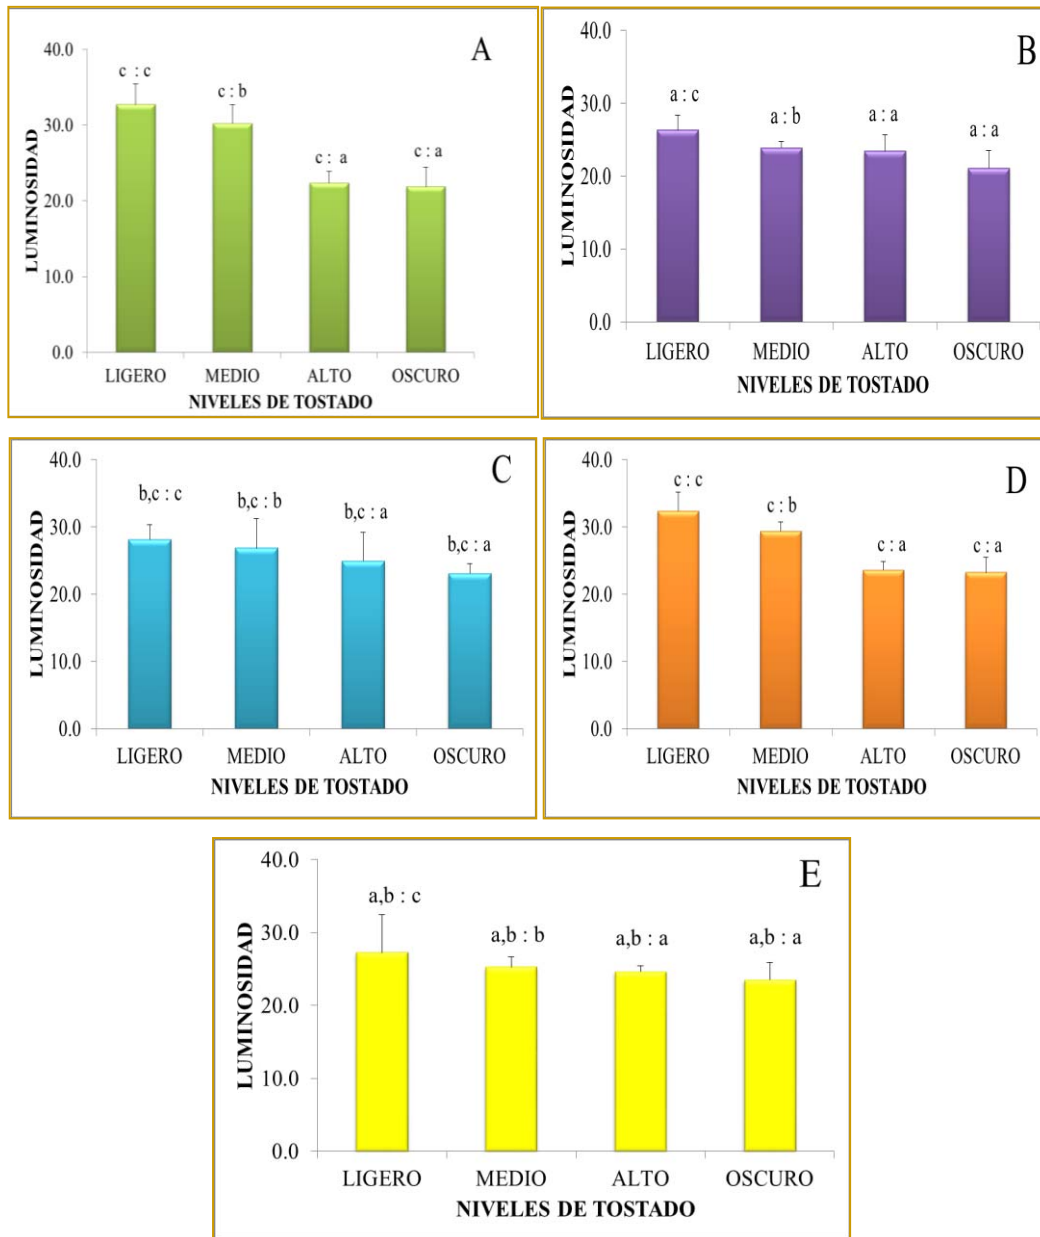 A
40.0
30.0
20.0
10.0
0.0
LUMINOSIDAD
c : c
c : b
c : a
c : a
LIGERO MEDIO ALTO OSCURO
NIVELES DE TOSTADO
B
40.0
30.0
20.0
10.0
0.0
LUMINOSIDAD
a : c
a : b
a : a
a : a
LIGERO MEDIO ALTO OSCURO
NIVELES DE TOSTADO
C
40.0
30.0
20.0
10.0
0.0
LUMINOSIDAD
b,c : c
b,c : b
b,c : a
b,c : a
LIGERO MEDIO ALTO OSCURO
NIVELES DE TOSTADO
D
40.0
30.0
20.0
10.0
0.0
LUMINOSIDAD
c : c
c : b
c : a
c : a
LIGERO MEDIO ALTO OSCURO
NIVELES DE TOSTADO
E
40.0
30.0
20.0
10.0
0.0
LUMINOSIDAD
a,b : c
a,b : b
a,b : a
a,b : a
LIGERO MEDIO ALTO OSCURO
NIVELES DE TOSTADO